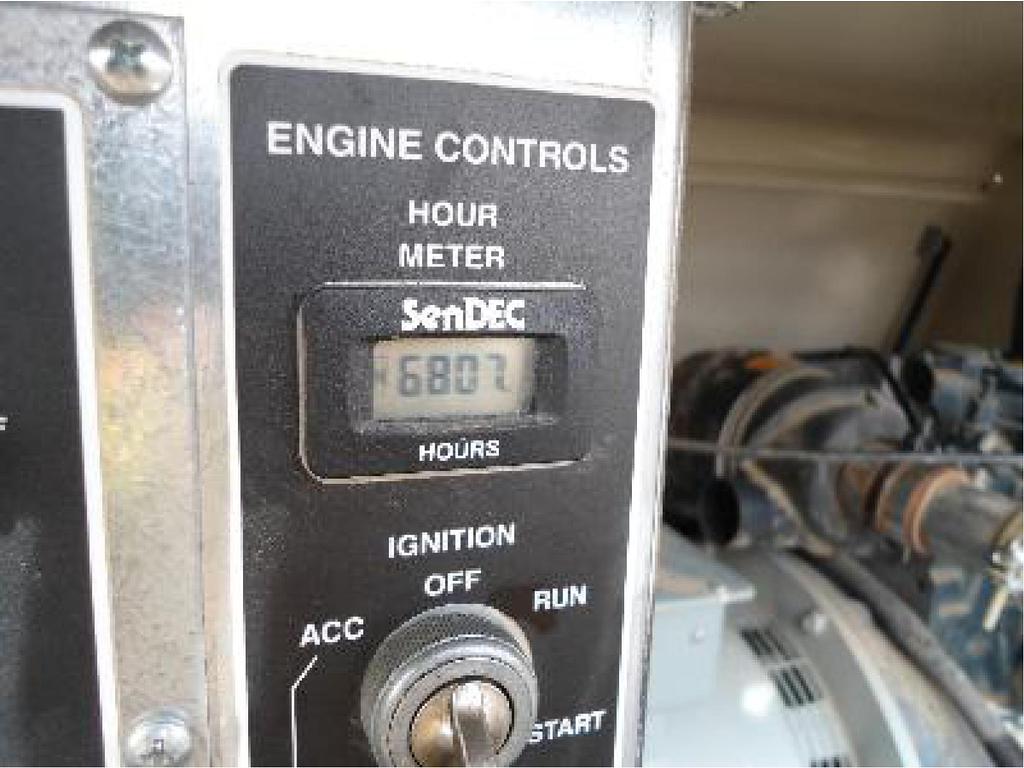 ENGINE CONTROLS
HOUR
METER
SenDEC
6807
HOURS
IGNITION
OFF
RUN
ACC
START